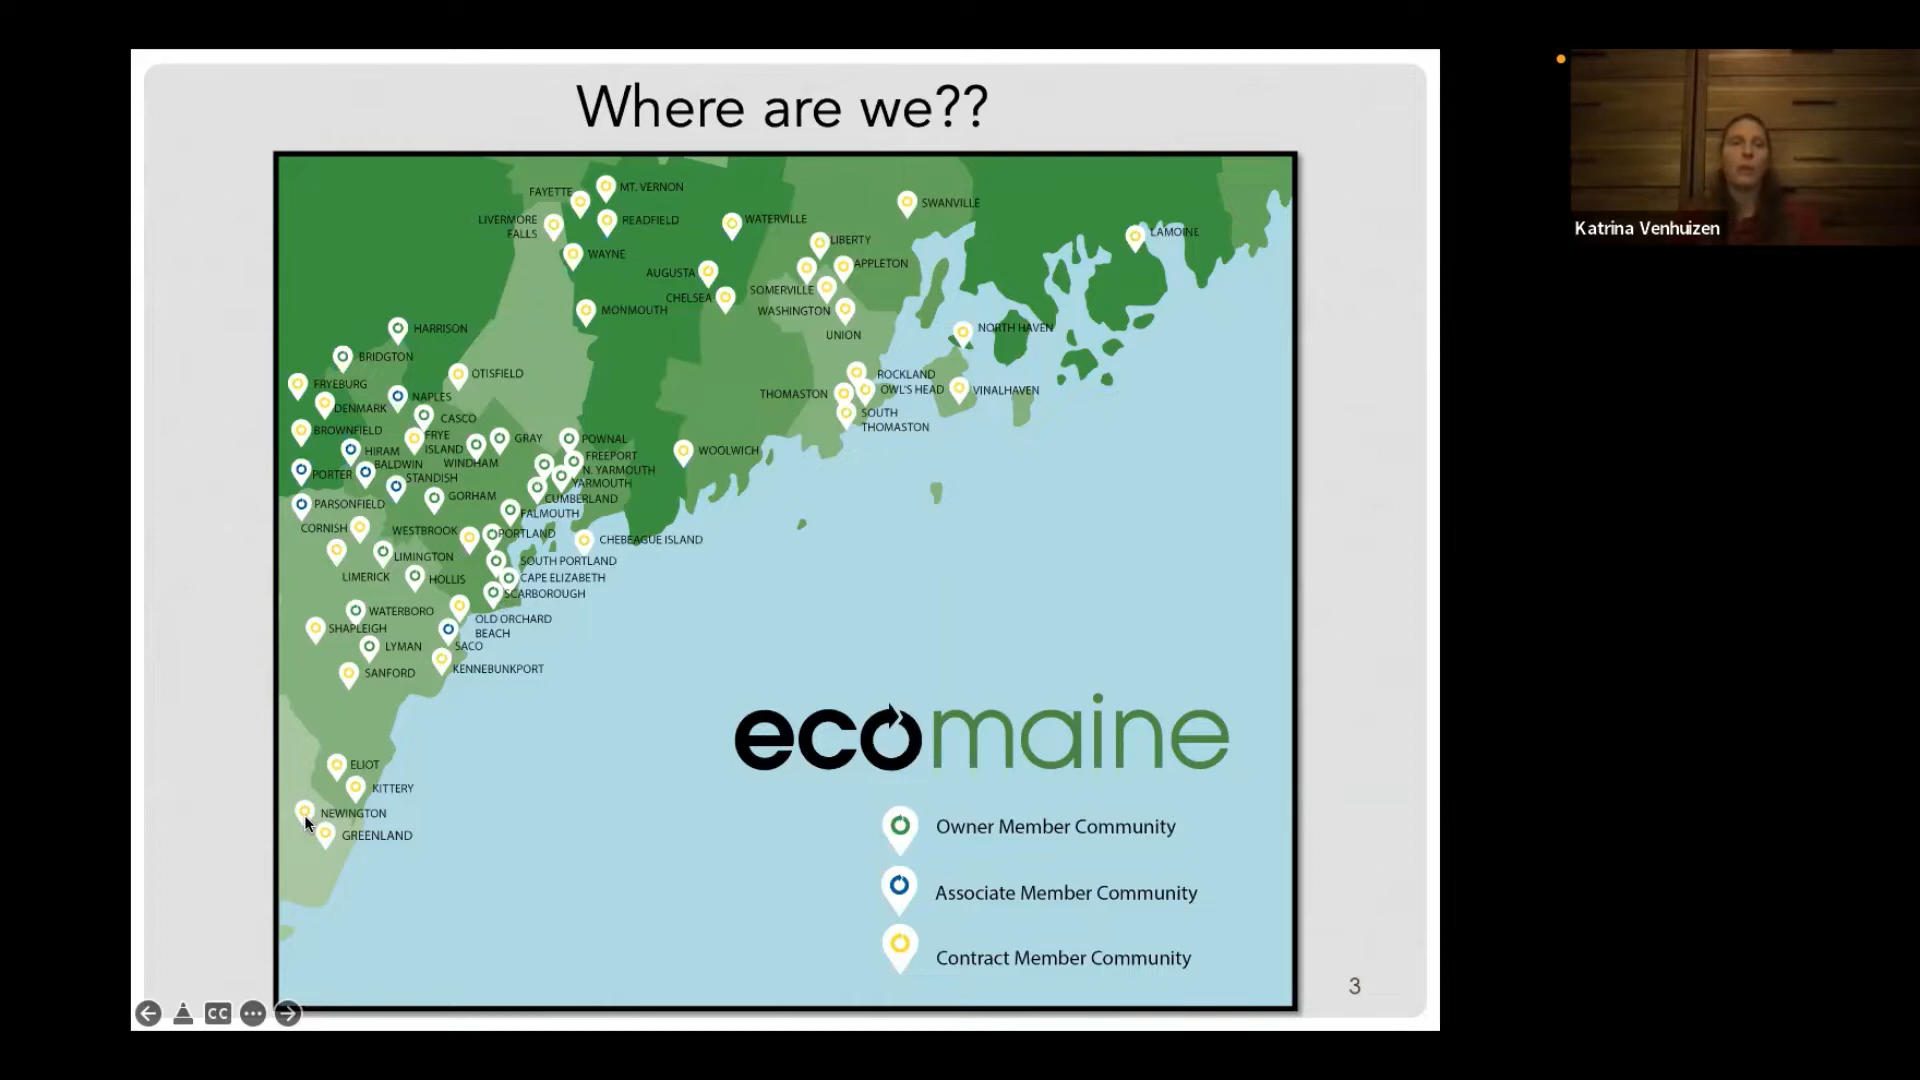 Where are we??
FAYETTE
MT. VERNON
LIVERMORE
FALLS
READFIELD
WATERVILLE
SWANVILLE
WAYNE
LIBERTY
LAMOINE
AUGUSTA
APPLETON
CHELSEA
SOMERVILLE
MONMOUTH
WASHINGTON
UNION
HARRISON
NORTH HAVEN
BRIDGTON
OTISFIELD
ROCKLAND
FRYEBURG
THOMASTON
OWL'S HEAD
VINALHAVEN
NAPLES
DENMARK
CASCO
SOUTH
THOMASTON
BROWNFIELD
FRYE
ISLAND
GRAY
POWNAL
HIRAM
WOOLWICH
FREEPORT
BALDWIN
WINDHAM
N. YARMOUTH
PORTER
STANDISH
YARMOUTH
GORHAM
CUMBERLAND
PARSONFIELD
FALMOUTH
CORNISH
WESTBROOK
PORTLAND
CHEBEAGUE ISLAND
LIMINGTON
SOUTH PORTLAND
LIMERICK
HOLLIS
CAPE ELIZABETH
SCARBOROUGH
WATERBORO
OLD ORCHARD
BEACH
SHAPLEIGH
LYMAN
SACO
SANFORD
KENNEBUNKPORT
ELIOT
KITTERY
NEWINGTON
GREENLAND
ecomaine
Owner Member Community
Associate Member Community
Contract Member Community
3
CC
Katrina Venhuizen